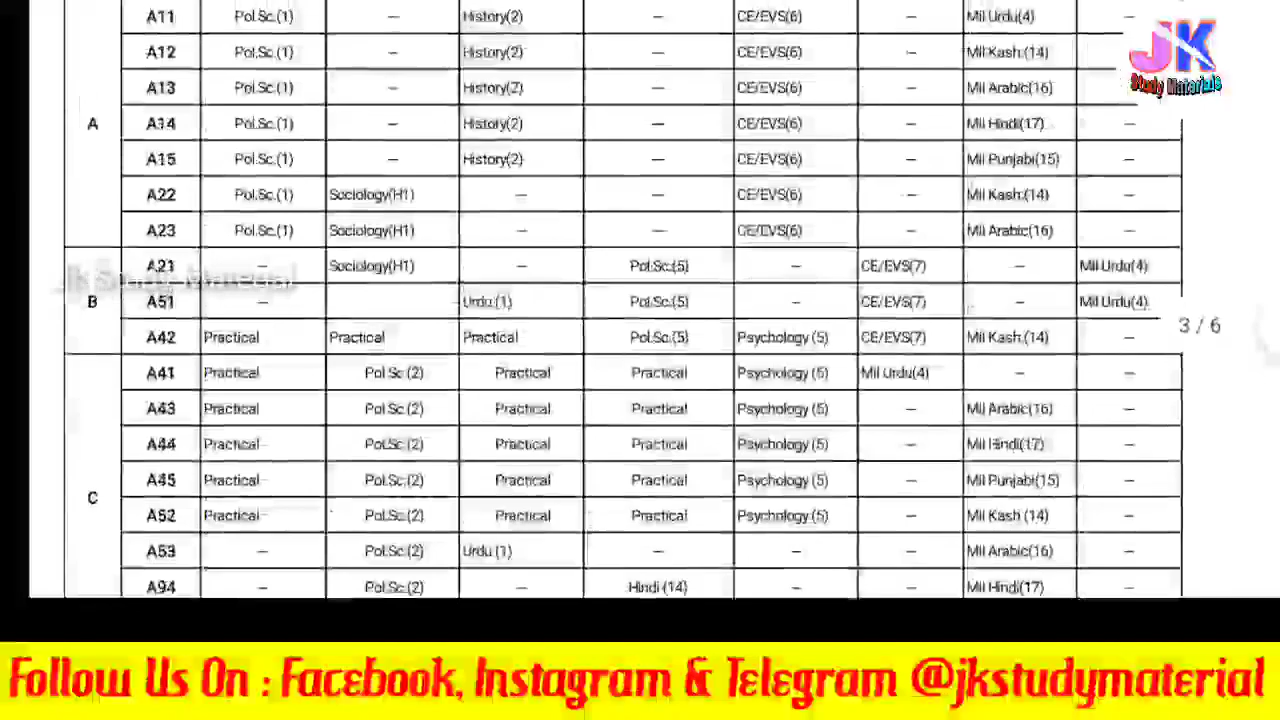 A11 Pol.Sc.(1) – History(2) – CE/EVS(6) – Mil Urdu(4) –
A12 Pol.Sc.(1) – History(2) – CE/EVS(6) – Mil Kash.(14) –
A13 Pol.Sc.(1) – History(2) – CE/EVS(6) – Mil Arabic(16) –
A A14 Pol.Sc.(1) – History(2) – CE/EVS(6) – Mil Hindi(17) –
A15 Pol.Sc.(1) – History(2) – CE/EVS(6) – Mil Punjabi(15) –
A22 Pol.Sc.(1) Sociology(H1) – – CE/EVS(6) – Mil Kash.(14) –
A23 Pol.Sc.(1) Sociology(H1) – – CE/EVS(6) – Mil Arabic(16) –
A21 – Sociology(H1) – Pol.Sc.(5) – CE/EVS(7) – Mil Urdu(4)
B A51 – Urdu (1) Pol.Sc.(5) – CE/EVS(7) – Mil Urdu(4)
A42 Practical Practical Practical Pol.Sc.(5) Psychology (5) CE/EVS(7) Mil Kash.(14) –
A41 Practical Pol.Sc.(2) Practical Practical Psychology (5) Mil Urdu(4) – –
A43 Practical Pol.Sc.(2) Practical Practical Psychology (5) – Mil Arabic(16) –
A44 Practical Pol.Sc.(2) Practical Practical Psychology (5) – Mil Hindi(17) –
A45 Practical Pol.Sc.(2) Practical Practical Psychology (5) – Mil Punjabi(15) –
C A52 Practical Pol.Sc.(2) Practical Practical Psychology (5) – Mil Kash (14) –
A53 – Pol.Sc.(2) Urdu (1) – – – Mil Arabic(16) –
A94 – Pol.Sc.(2) – Hindi (14) – – Mil Hindi(17) –
JK
Study Materials
JK Study Material
3 / 6
Follow Us On : Facebook, Instagram & Telegram @jkstudymaterial